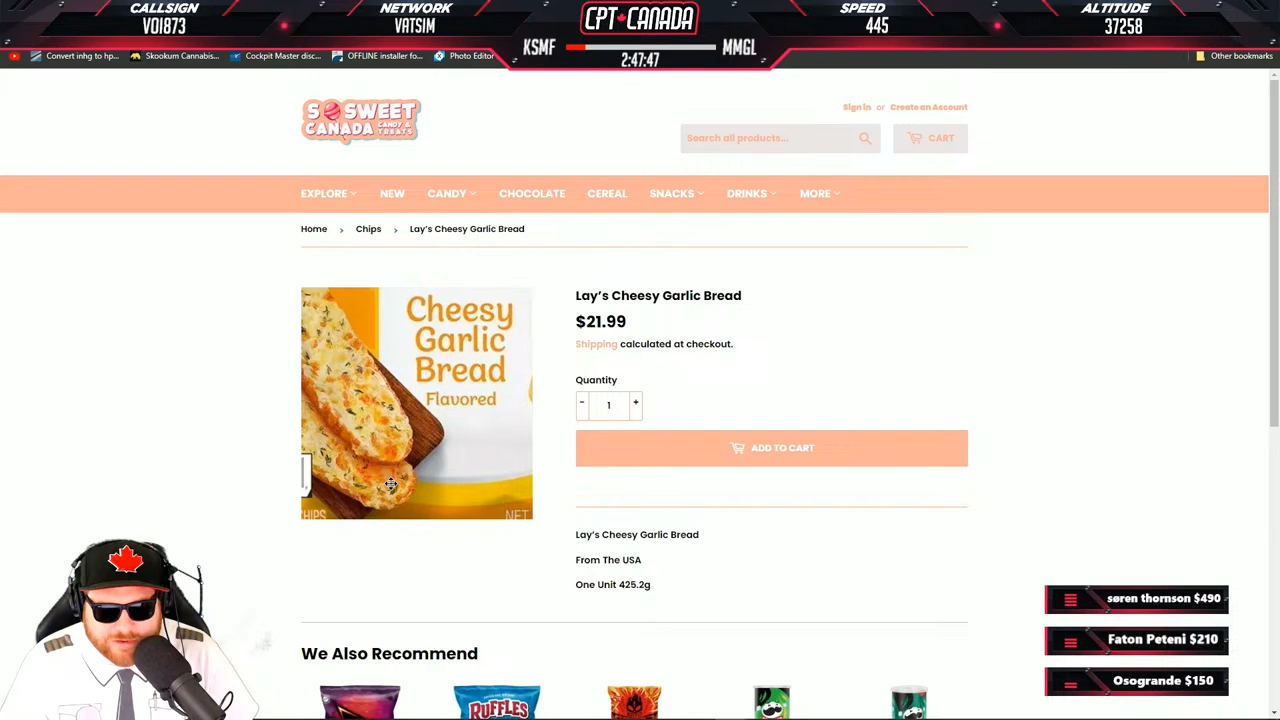 CALLSIGN
VOI873
NETWORK
VATSIM
CPT CANADA
KSMF
MMGL
2:47:47
SPEED
445
ALTITUDE
37258
Convert inhg to hp...
Skookum Cannabis...
Cockpit Master disc...
OFFLINE installer fo...
Photo Editor
Other bookmarks
SO SWEET
CANADA CANDY & TREATS
Sign in or Create an Account
Search all products...
CART
EXPLORE
NEW
CANDY
CHOCOLATE
CEREAL
SNACKS
DRINKS
MORE
Home › Chips › Lay's Cheesy Garlic Bread
Cheesy
Garlic
Bread
Flavored
CHIPS
NET
Lay's Cheesy Garlic Bread
$21.99
Shipping calculated at checkout.
Quantity
- 1 +
ADD TO CART
Lay's Cheesy Garlic Bread
From The USA
One Unit 425.2g
We Also Recommend
RUFFLES
søren thornson $490
Faton Peteni $210
Osogrande $150